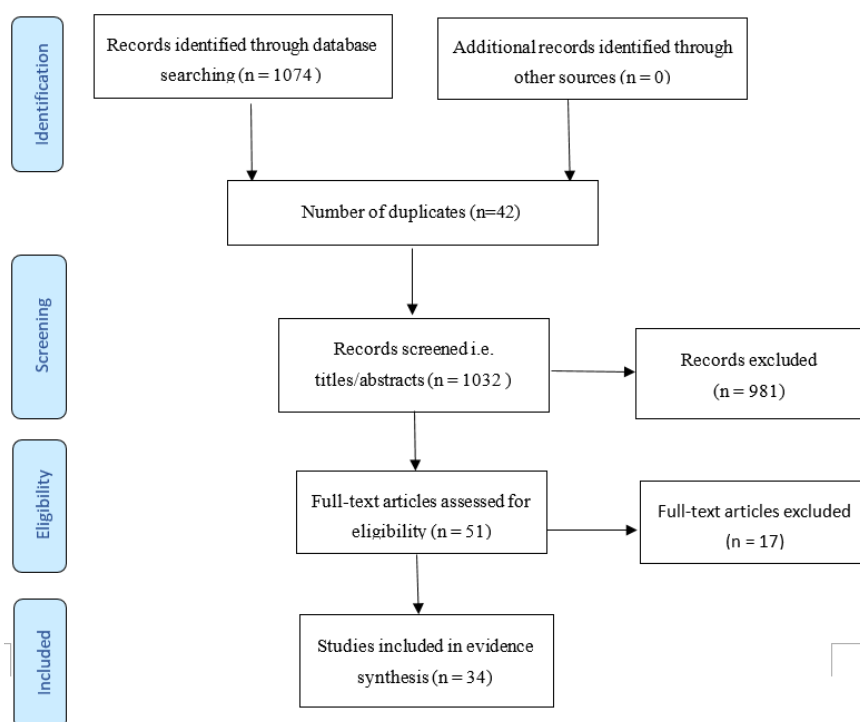 Identification
Records identified through database
searching (n = 1074)
Additional records identified through
other sources (n = 0)
Number of duplicates (n=42)
Screening
Records screened i.e.
titles/abstracts (n = 1032 )
Records excluded
(n = 981)
Eligibility
Full-text articles assessed for
eligibility (n = 51)
Full-text articles excluded
(n = 17)
Included
Studies included in evidence
synthesis (n = 34)